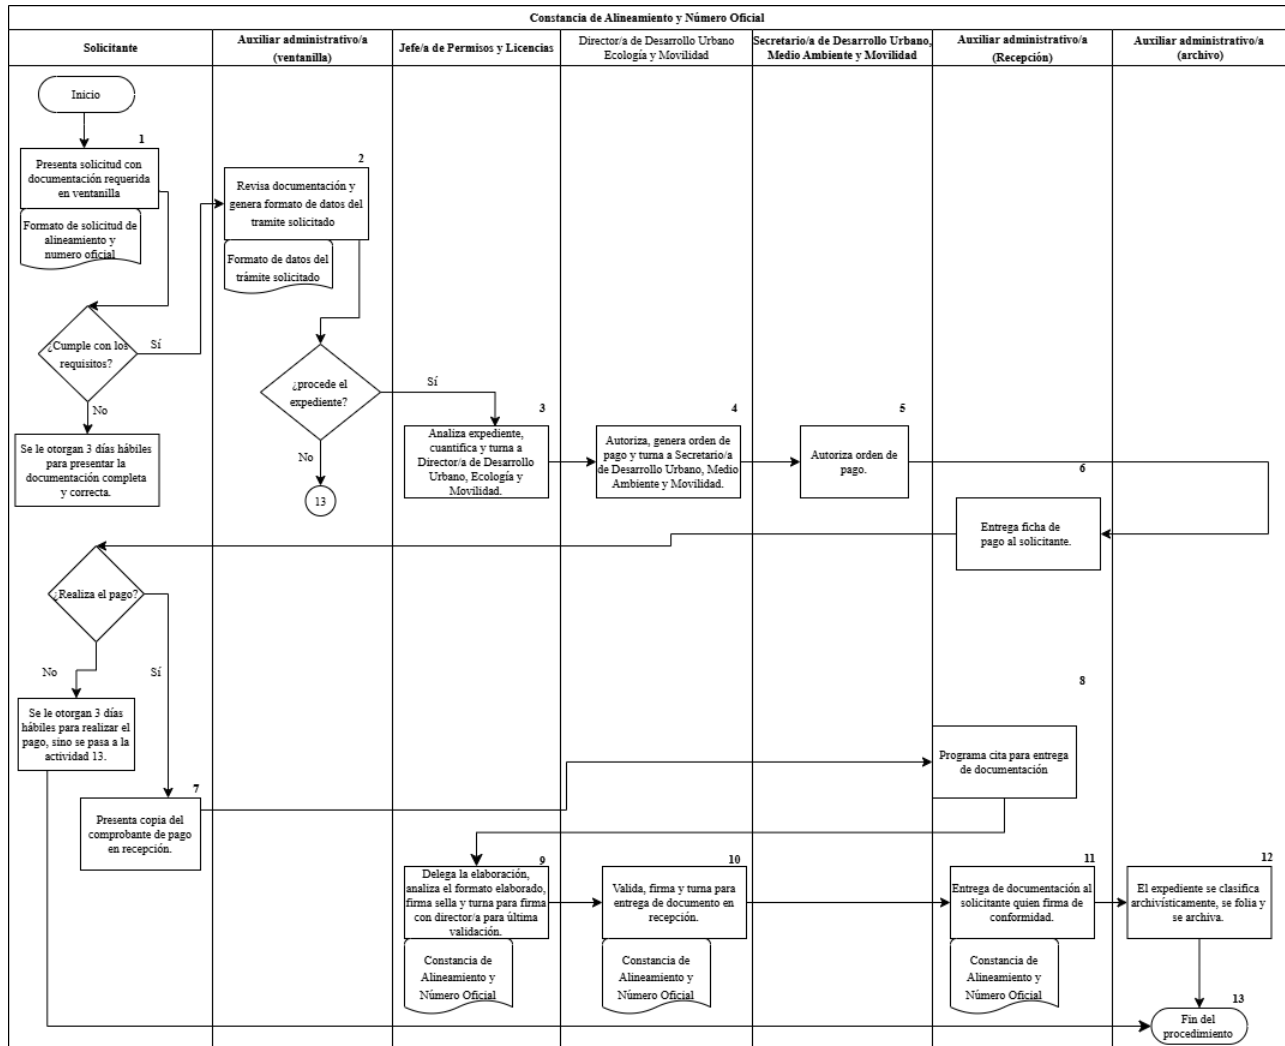 Constancia de Alineamiento y Número Oficial
Solicitante
Auxiliar administrativo/a
(ventanilla)
Jefe/a de Permisos y Licencias
Director/a de Desarrollo Urbano
Ecología y Movilidad
Secretario/a de Desarrollo Urbano,
Medio Ambiente y Movilidad
Auxiliar administrativo/a
(Recepción)
Auxiliar administrativo/a
(archivo)
Inicio
1
Presenta solicitud con
documentación requerida
en ventanilla
Formato de solicitud de
alineamiento y
numero oficial
2
Revisa documentación y
genera formato de datos del
tramite solicitado
Formato de datos del
trámite solicitado
¿Cumple con los
requisitos?
Sí
No
Se le otorgan 3 días hábiles
para presentar la
documentación completa
y correcta.
¿procede el
expediente?
Sí
No
13
3
Analiza expediente,
cuantifica y turna a
Director/a de Desarrollo
Urbano, Ecología y
Movilidad.
4
Autoriza, genera orden de
pago y turna a Secretario/a
de Desarrollo Urbano, Medio
Ambiente y Movilidad.
5
Autoriza orden de
pago.
6
Entrega ficha de
pago al solicitante.
¿Realiza el pago?
No
Sí
Se le otorgan 3 días
hábiles para realizar el
pago, sino se pasa a la
actividad 13.
7
Presenta copia del
comprobante de pago
en recepción.
8
Programa cita para entrega
de documentación
9
Delega la elaboración,
analiza el formato elaborado,
firma sella y turna para firma
con director/a para última
validación.
Constancia de
Alineamiento y
Número Oficial
10
Valida, firma y turna para
entrega de documento en
recepción.
Constancia de
Alineamiento y
Número Oficial
11
Entrega de documentación al
solicitante quien firma de
conformidad.
Constancia de
Alineamiento y
Número Oficial
12
El expediente se clasifica
archivísticamente, se folia y
se archiva.
13
Fin del
procedimiento